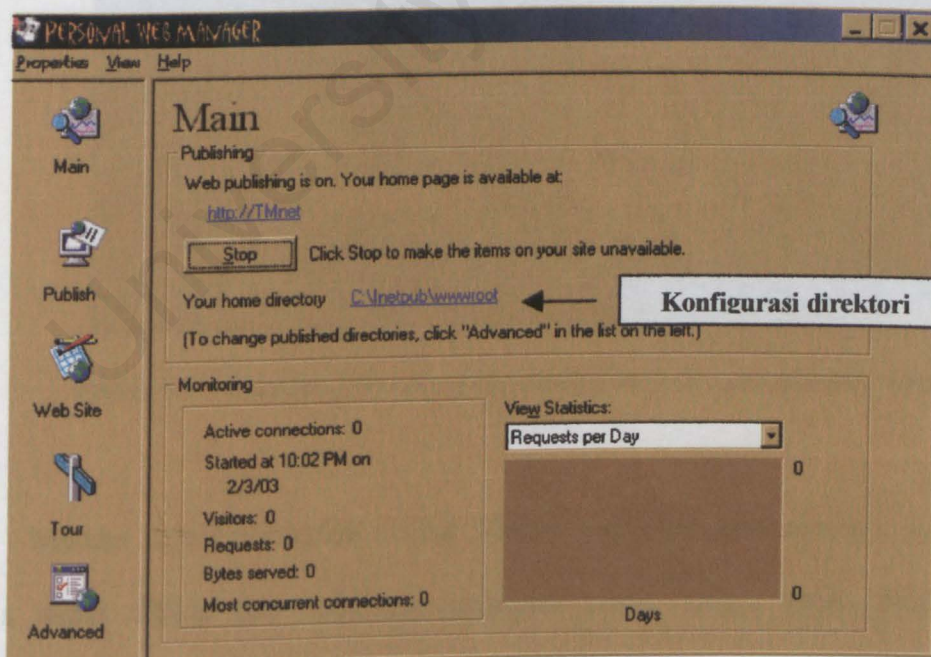 PERSONAL WEB MANAGER
Properties View Help
Main
Publish
Web Site
Tour
Advanced
Main
Publishing
Web publishing is on. Your home page is available at:
http://TMnet
Stop Click Stop to make the items on your site unavailable.
Your home directory C:\Inetpub\wwwroot
Konfigurasi direktori
(To change published directories, click "Advanced" in the list on the left.)
Monitoring
Active connections: 0
Started at 10:02 PM on
2/3/03
Visitors: 0
Requests: 0
Bytes served: 0
Most concurrent connections: 0
View Statistics:
Requests per Day
0
0
Days
University